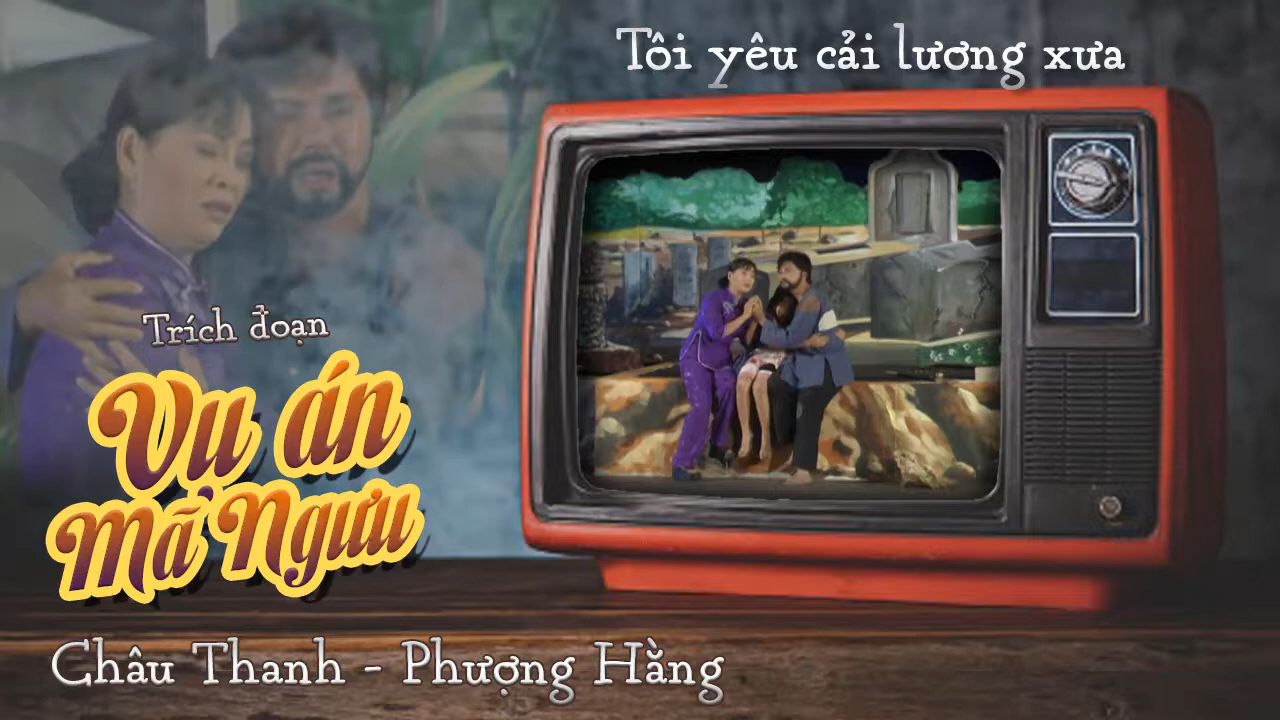 Tôi yêu cải lương xưa
Trích đoạn
Vụ án
Mã Ngưu
Châu Thanh - Phượng Hằng